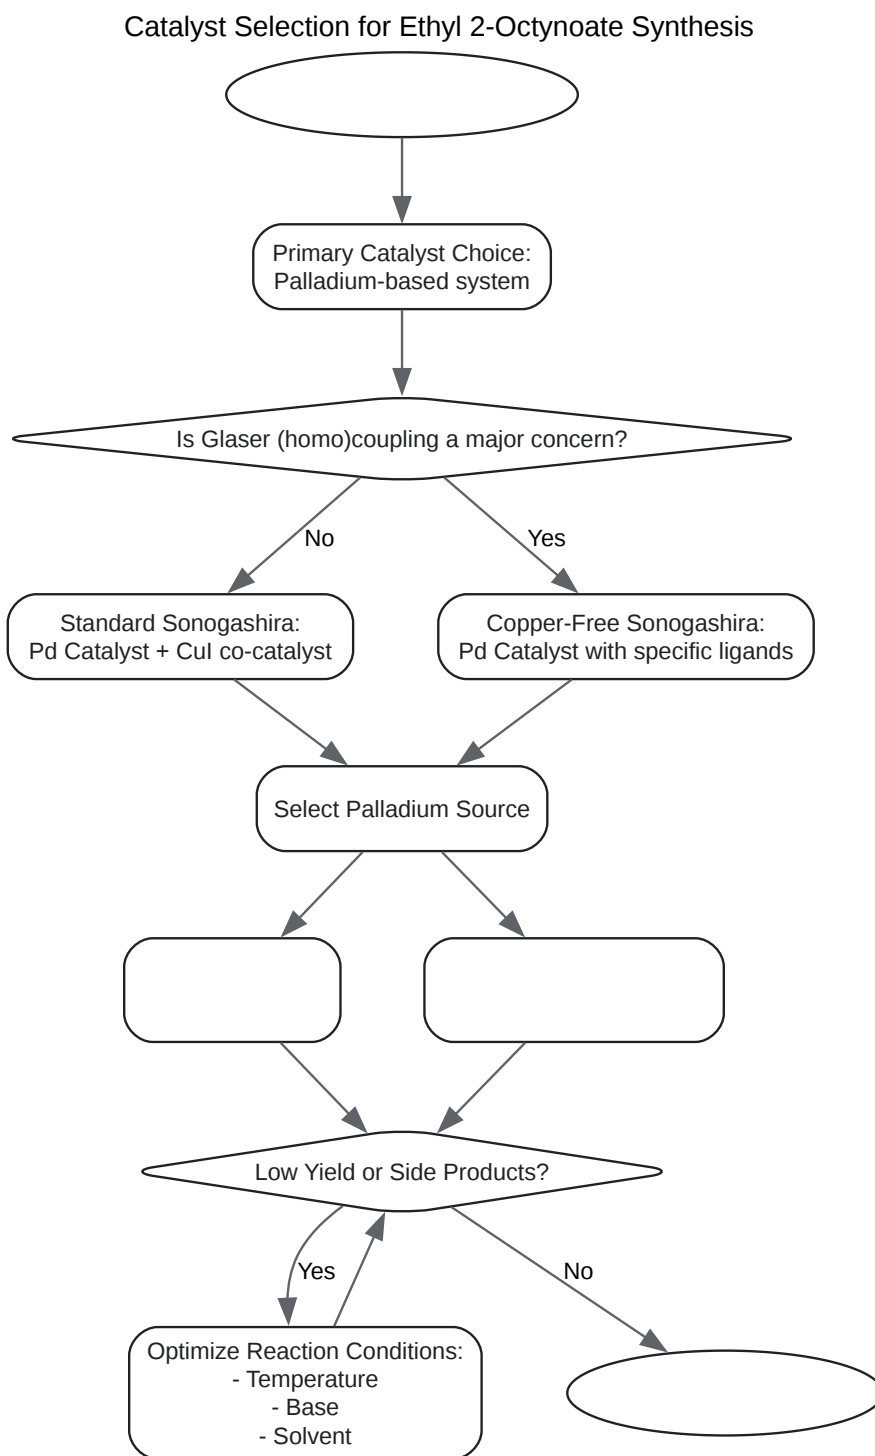 Catalyst Selection for Ethyl 2-Octynoate Synthesis
Primary Catalyst Choice:
Palladium-based system
Is Glaser (homo)coupling a major concern?
No
Yes
Standard Sonogashira:
Pd Catalyst + CuI co-catalyst
Copper-Free Sonogashira:
Pd Catalyst with specific ligands
Select Palladium Source
Low Yield or Side Products?
Yes
No
Optimize Reaction Conditions:
- Temperature
- Base
- Solvent